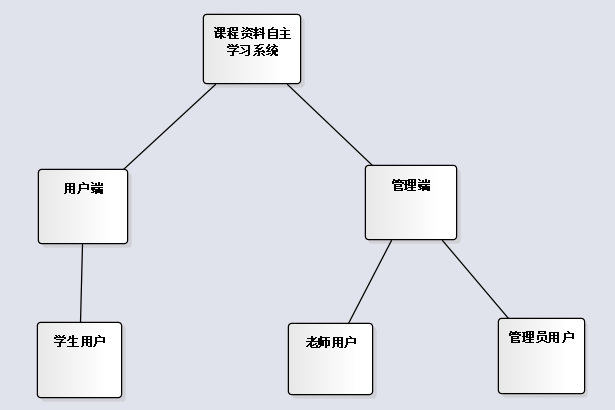 课程资料自主
学习系统
用户端
管理端
学生用户
老师用户
管理员用户